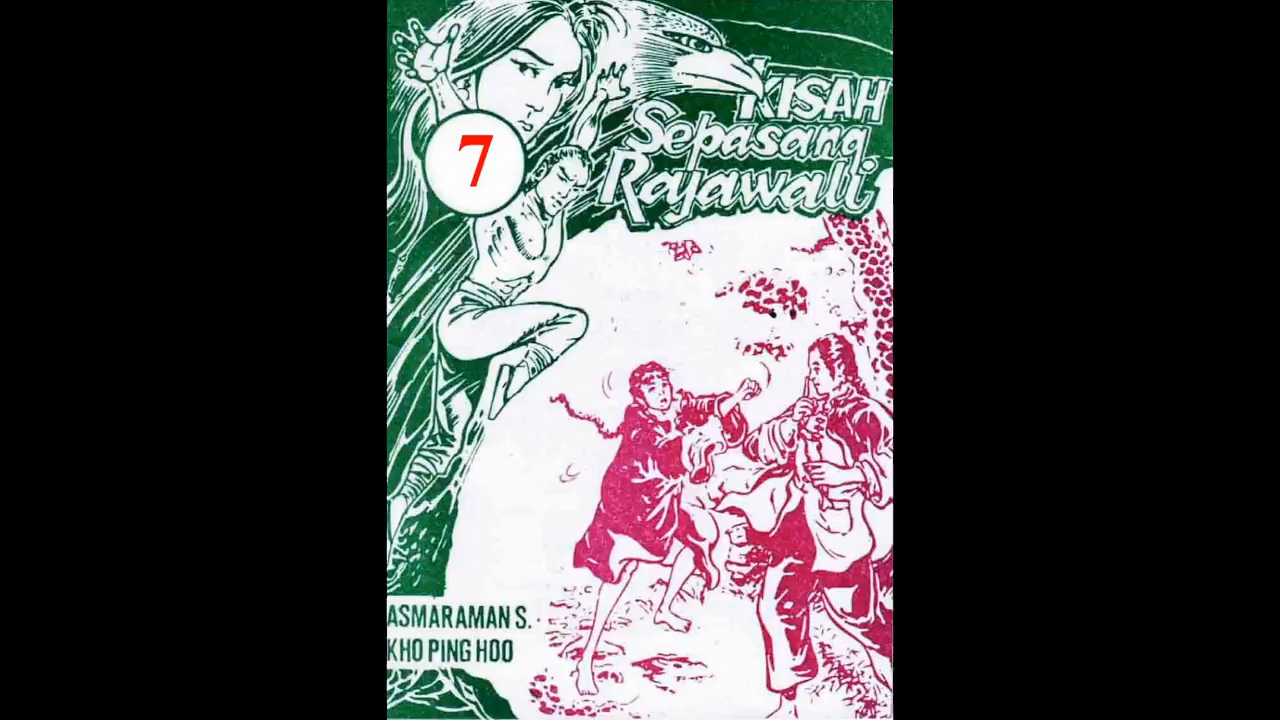 KISAH
Sepasang
Rajawali
7
ASMARAMAN S.
KHO PING HOO